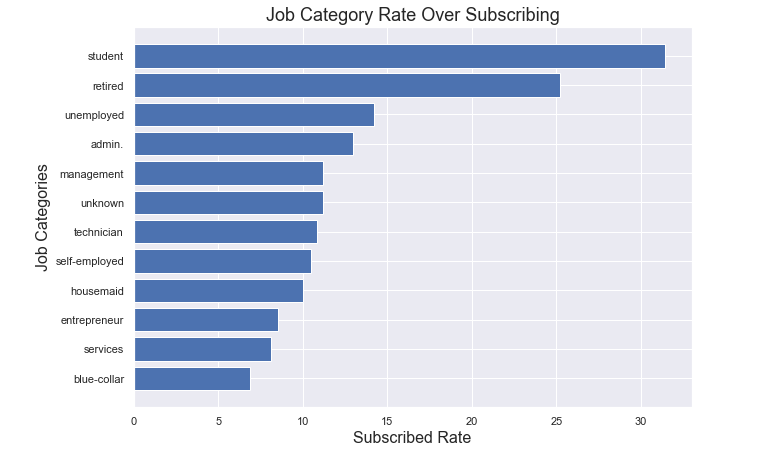 Job Category Rate Over Subscribing
Job Categories
student
retired
unemployed
admin.
management
unknown
technician
self-employed
housemaid
entrepreneur
services
blue-collar
0 5 10 15 20 25 30
Subscribed Rate